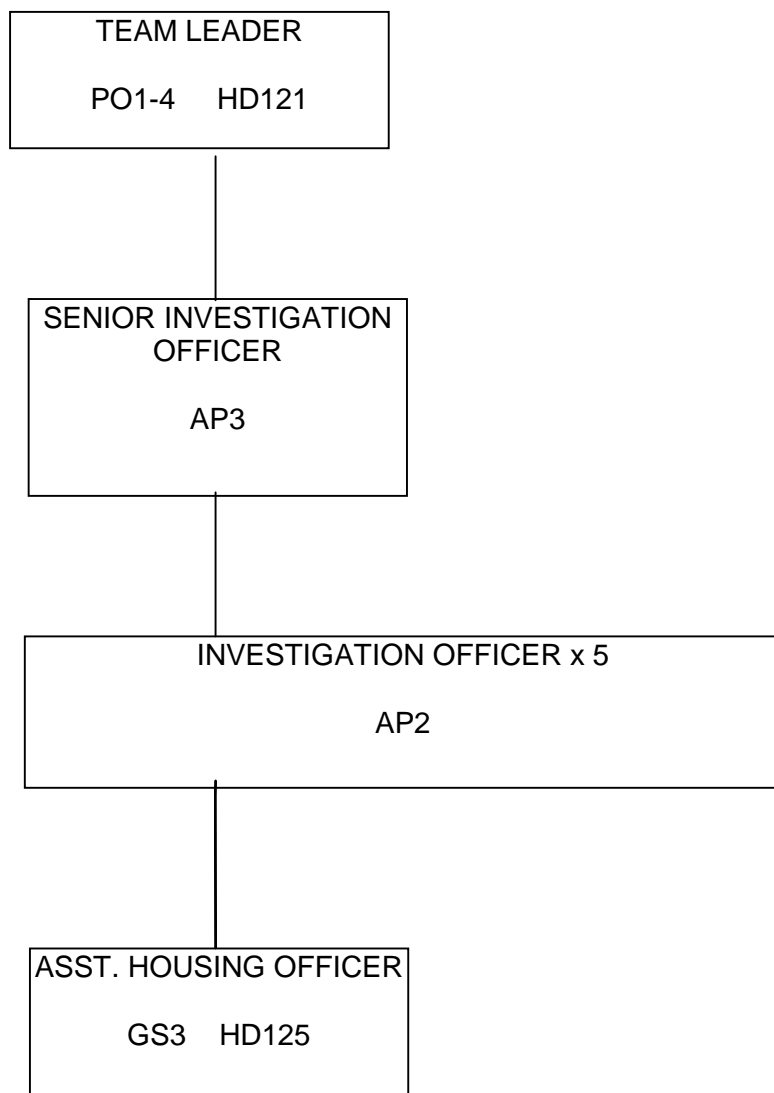 TEAM LEADER
PO1-4 HD121
SENIOR INVESTIGATION
OFFICER
AP3
INVESTIGATION OFFICER x 5
AP2
ASST. HOUSING OFFICER
GS3 HD125